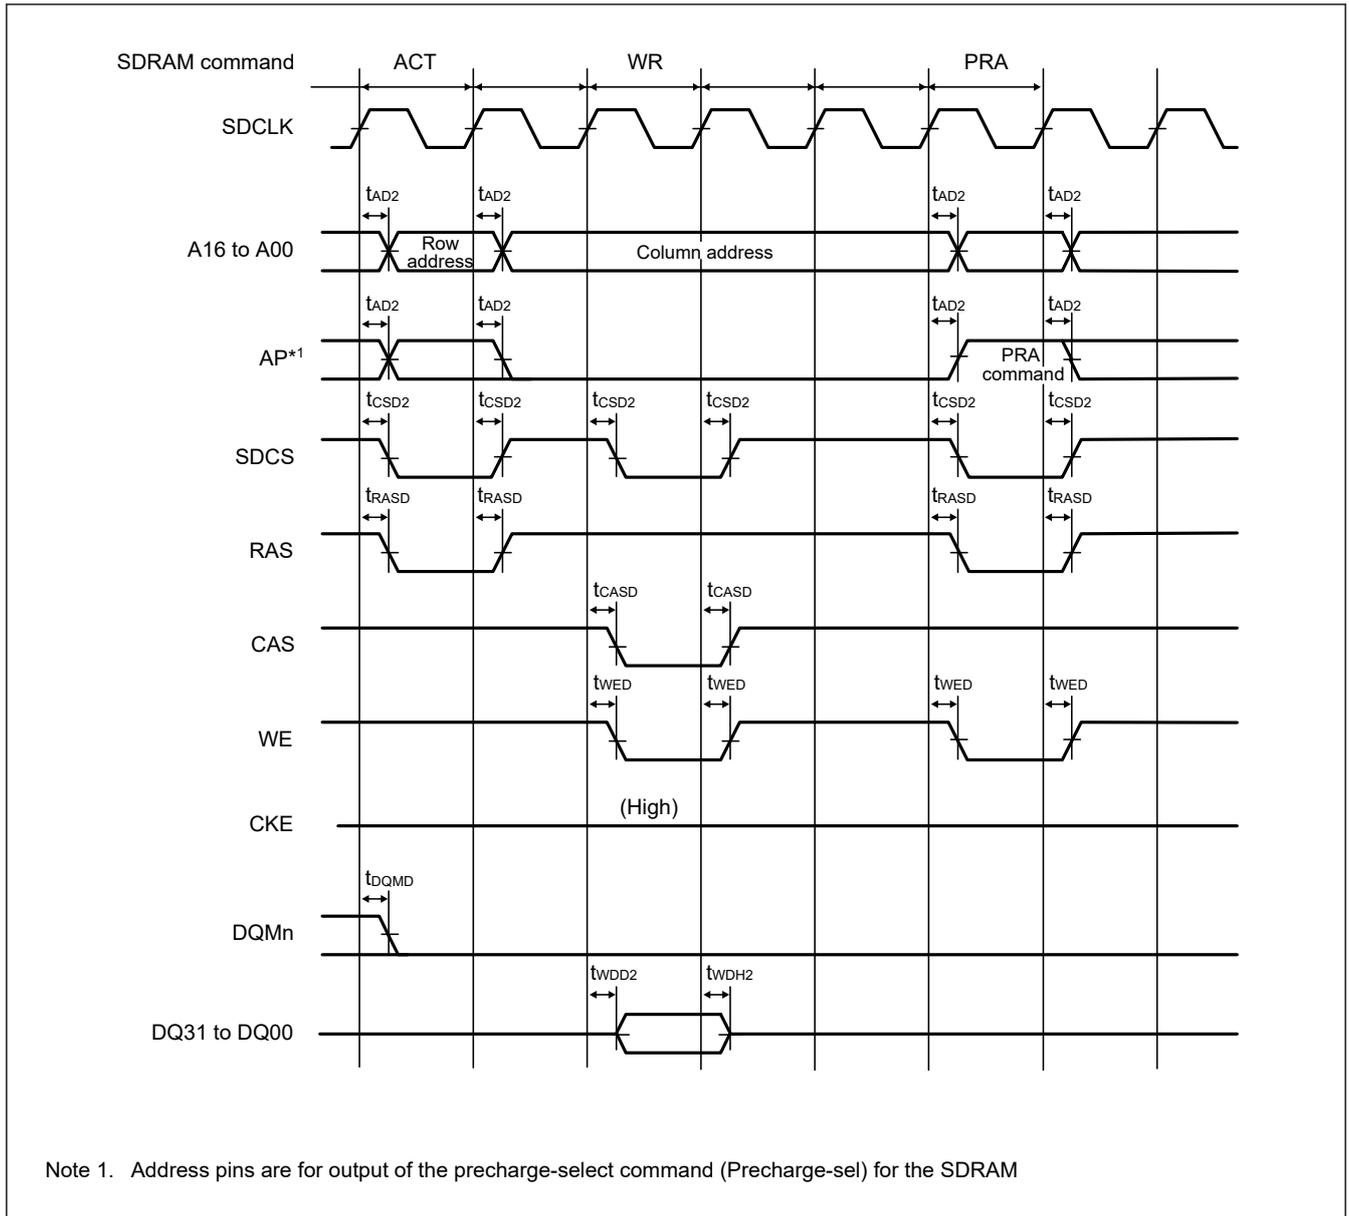 SDRAM command ACT WR PRA
SDCLK
tAD2 tAD2 tAD2 tAD2
A16 to A00 Row address Column address
tAD2 tAD2 tAD2 tAD2
AP*1 PRA command
tCSD2 tCSD2 tCSD2 tCSD2 tCSD2 tCSD2
SDCS
tRASD tRASD tRASD tRASD
RAS
tCASD tCASD
CAS
tWED tWED tWED tWED
WE
(High)
CKE
tDQMD
DQMn
tWDD2 tWDH2
DQ31 to DQ00
Note 1. Address pins are for output of the precharge-select command (Precharge-sel) for the SDRAM